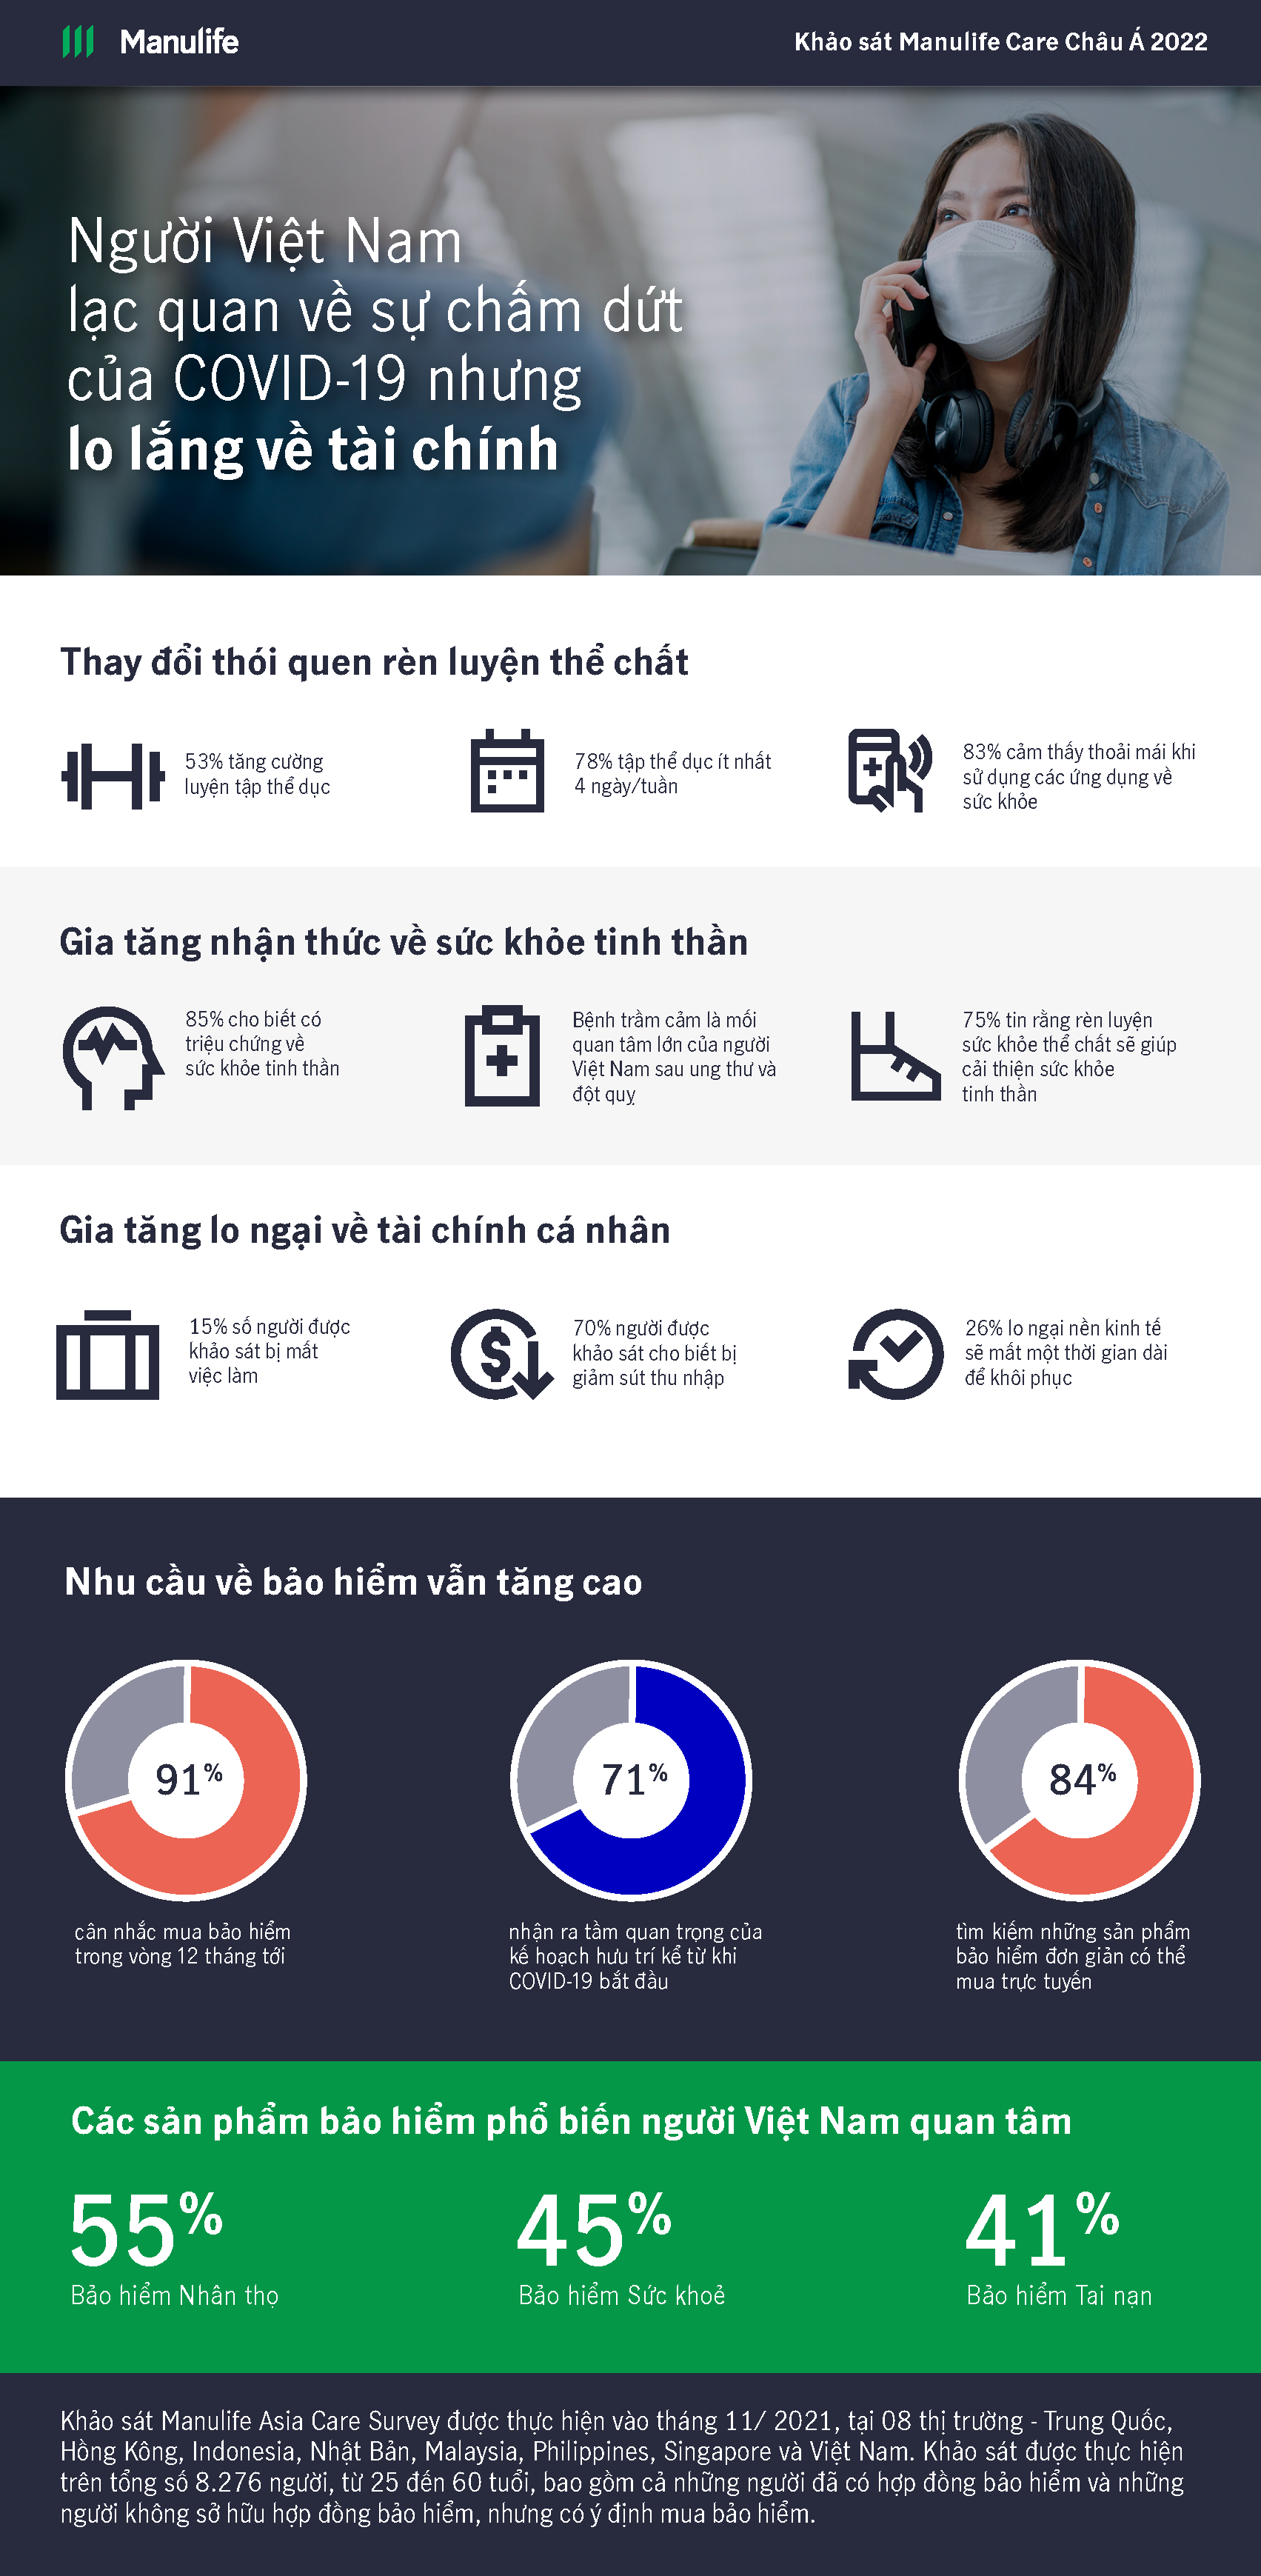 Manulife
Khảo sát Manulife Care Châu Á 2022
Người Việt Nam
lạc quan về sự chấm dứt
của COVID-19 nhưng
lo lắng về tài chính
Thay đổi thói quen rèn luyện thể chất
53% tăng cường
luyện tập thể dục
78% tập thể dục ít nhất
4 ngày/tuần
83% cảm thấy thoải mái khi
sử dụng các ứng dụng về
sức khỏe
Gia tăng nhận thức về sức khỏe tinh thần
85% cho biết có
triệu chứng về
sức khỏe tinh thần
Bệnh trầm cảm là mối
quan tâm lớn của người
Việt Nam sau ung thư và
đột quỵ
75% tin rằng rèn luyện
sức khỏe thể chất sẽ giúp
cải thiện sức khỏe
tinh thần
Gia tăng lo ngại về tài chính cá nhân
15% số người được
khảo sát bị mất
việc làm
70% người được
khảo sát cho biết bị
giảm sút thu nhập
26% lo ngại nền kinh tế
sẽ mất một thời gian dài
để khôi phục
Nhu cầu về bảo hiểm vẫn tăng cao
91%
cân nhắc mua bảo hiểm
trong vòng 12 tháng tới
71%
nhận ra tầm quan trọng của
kế hoạch hưu trí kể từ khi
COVID-19 bắt đầu
84%
tìm kiếm những sản phẩm
bảo hiểm đơn giản có thể
mua trực tuyến
Các sản phẩm bảo hiểm phổ biến người Việt Nam quan tâm
55%
Bảo hiểm Nhân thọ
45%
Bảo hiểm Sức khoẻ
41%
Bảo hiểm Tai nạn
Khảo sát Manulife Asia Care Survey được thực hiện vào tháng 11/ 2021, tại 08 thị trường - Trung Quốc,
Hồng Kông, Indonesia, Nhật Bản, Malaysia, Philippines, Singapore và Việt Nam. Khảo sát được thực hiện
trên tổng số 8.276 người, từ 25 đến 60 tuổi, bao gồm cả những người đã có hợp đồng bảo hiểm và những
người không sở hữu hợp đồng bảo hiểm, nhưng có ý định mua bảo hiểm.